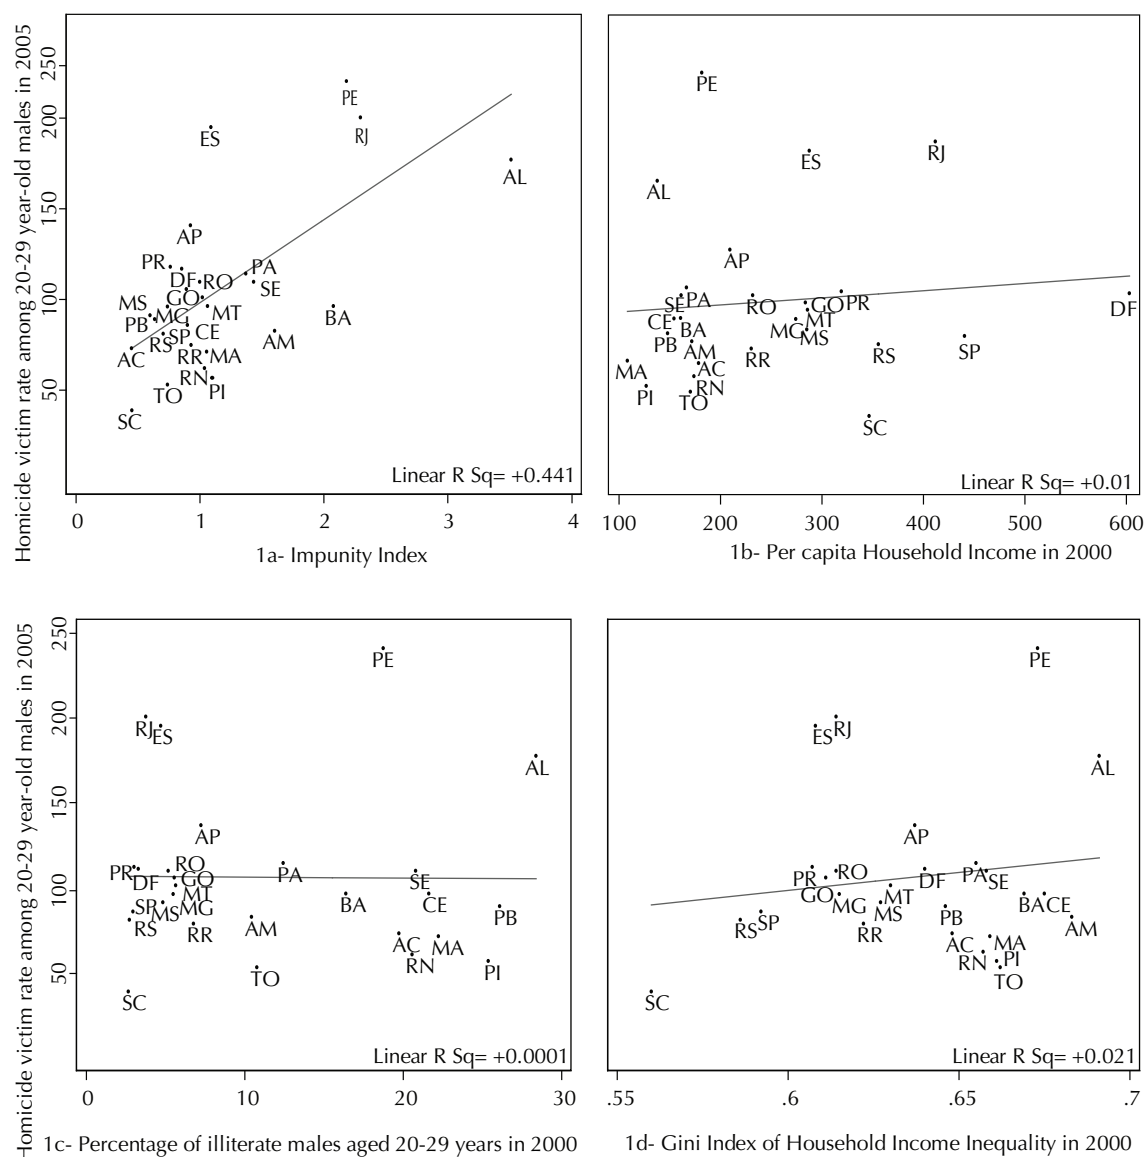 Homicide victim rate among 20-29 year-old males in 2005
250
200
150
100
50
PE
RJ
ES
AL
AP
PR
PA
DF
RO
SE
GO
MS
MG
MT
BA
PB
SP
CE
RS
AM
AC
RR
MA
RN
TO
PI
SC
Linear R Sq= +0.441
0
1
2
3
4
1a- Impunity Index
PE
RJ
ES
AL
AP
SE
PA
RO
GO
PR
DF
CE
BA
MG
MT
MS
PB
AM
RR
RS
SP
MA
AC
PI
RN
TO
SC
Linear R Sq= +0.01
100
200
300
400
500
600
1b- Per capita Household Income in 2000
Homicide victim rate among 20-29 year-old males in 2005
250
200
150
100
50
PE
RJ
ES
AL
AP
RO
PR
DF
GO
PA
SE
MT
SP
MS
MG
BA
CE
PB
RS
RR
AM
AC
MA
RN
TO
PI
SC
Linear R Sq= +0.0001
0
10
20
30
1c- Percentage of illiterate males aged 20-29 years in 2000
PE
ES
RJ
AL
AP
PR
RO
DF
PA
SE
GO
MT
MG
MS
BA
CE
RS
SP
RR
PB
AM
AC
MA
RN
PI
TO
SC
Linear R Sq= +0.021
.55
.6
.65
.7
1d- Gini Index of Household Income Inequality in 2000